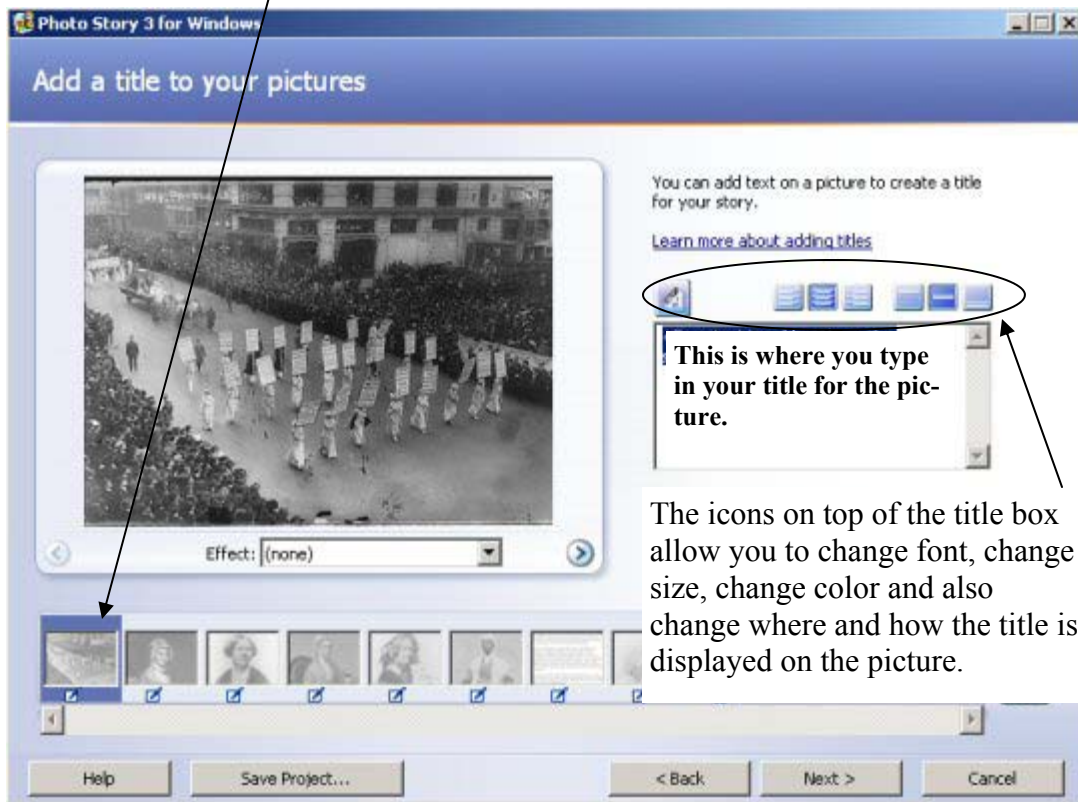 Photo Story 3 for Windows
Add a title to your pictures
You can add text on a picture to create a title
for your story.
Learn more about adding titles
This is where you type
in your title for the pic-
ture.
Effect: (none)
The icons on top of the title box
allow you to change font, change
size, change color and also
change where and how the title is
displayed on the picture.
Help
Save Project...
< Back
Next >
Cancel